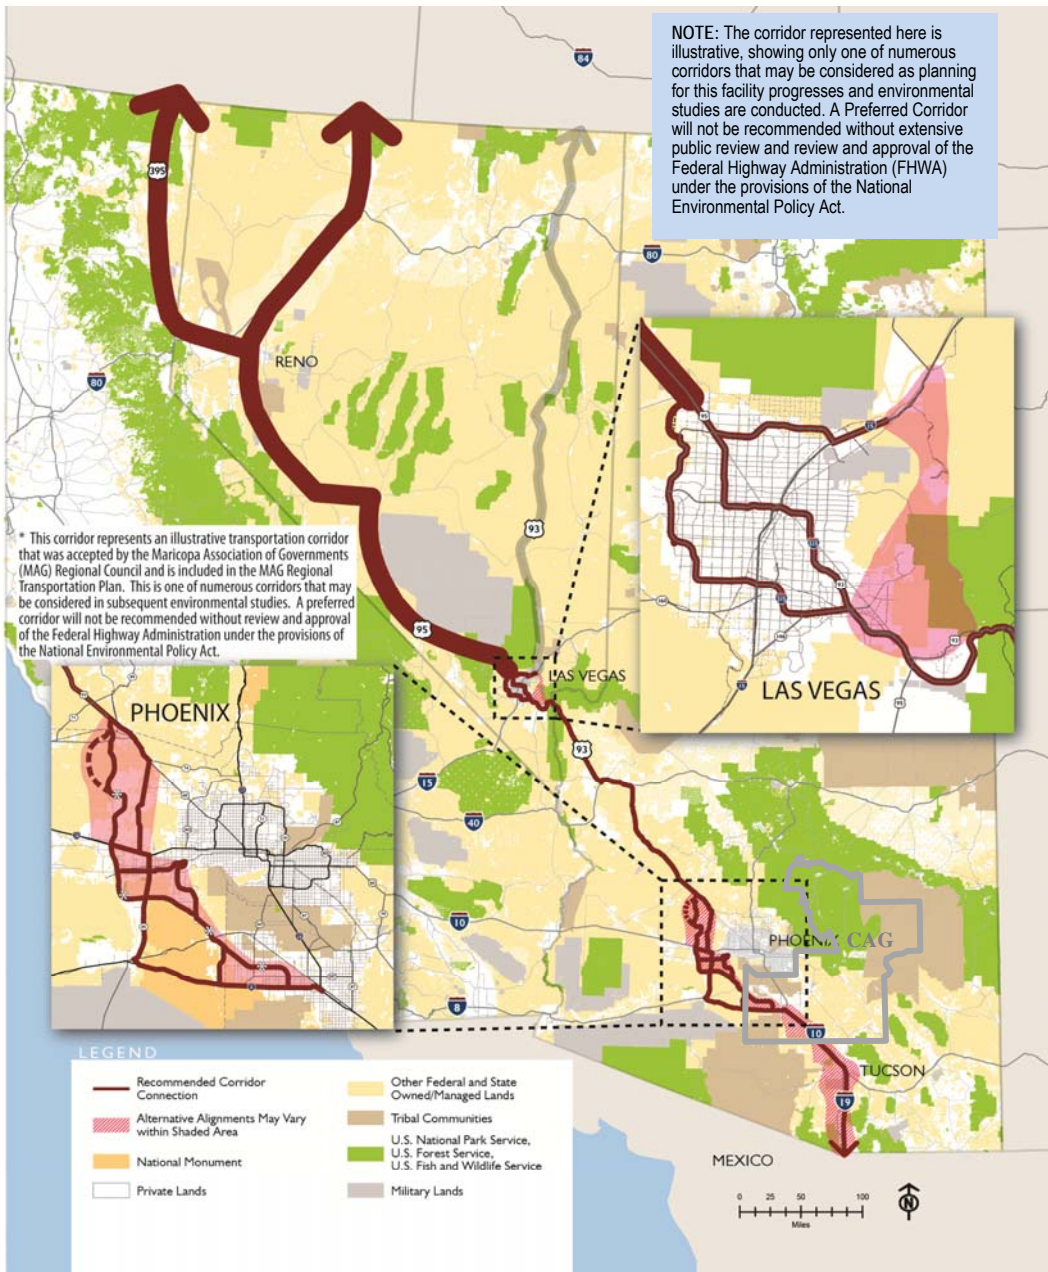 NOTE: The corridor represented here is
illustrative, showing only one of numerous
corridors that may be considered as planning
for this facility progresses and environmental
studies are conducted. A Preferred Corridor
will not be recommended without extensive
public review and review and approval of the
Federal Highway Administration (FHWA)
under the provisions of the National
Environmental Policy Act.
84
395
80
RENO
80
93
* This corridor represents an illustrative transportation corridor
that was accepted by the Maricopa Association of Governments
(MAG) Regional Council and is included in the MAG Regional
Transportation Plan. This is one of numerous corridors that may
be considered in subsequent environmental studies. A preferred
corridor will not be recommended without review and approval
of the Federal Highway Administration under the provisions of
the National Environmental Policy Act.
95
LAS VEGAS
95
15
93
93
95
15
LAS VEGAS
PHOENIX
93
15
40
10
PHOENIX
CAG
8
10
TUCSON
19
MEXICO
0 25 50 100
Miles
N
LEGEND
Recommended Corridor
Connection
Alternative Alignments May Vary
within Shaded Area
National Monument
Private Lands
Other Federal and State
Owned/Managed Lands
Tribal Communities
U.S. National Park Service,
U.S. Forest Service,
U.S. Fish and Wildlife Service
Military Lands